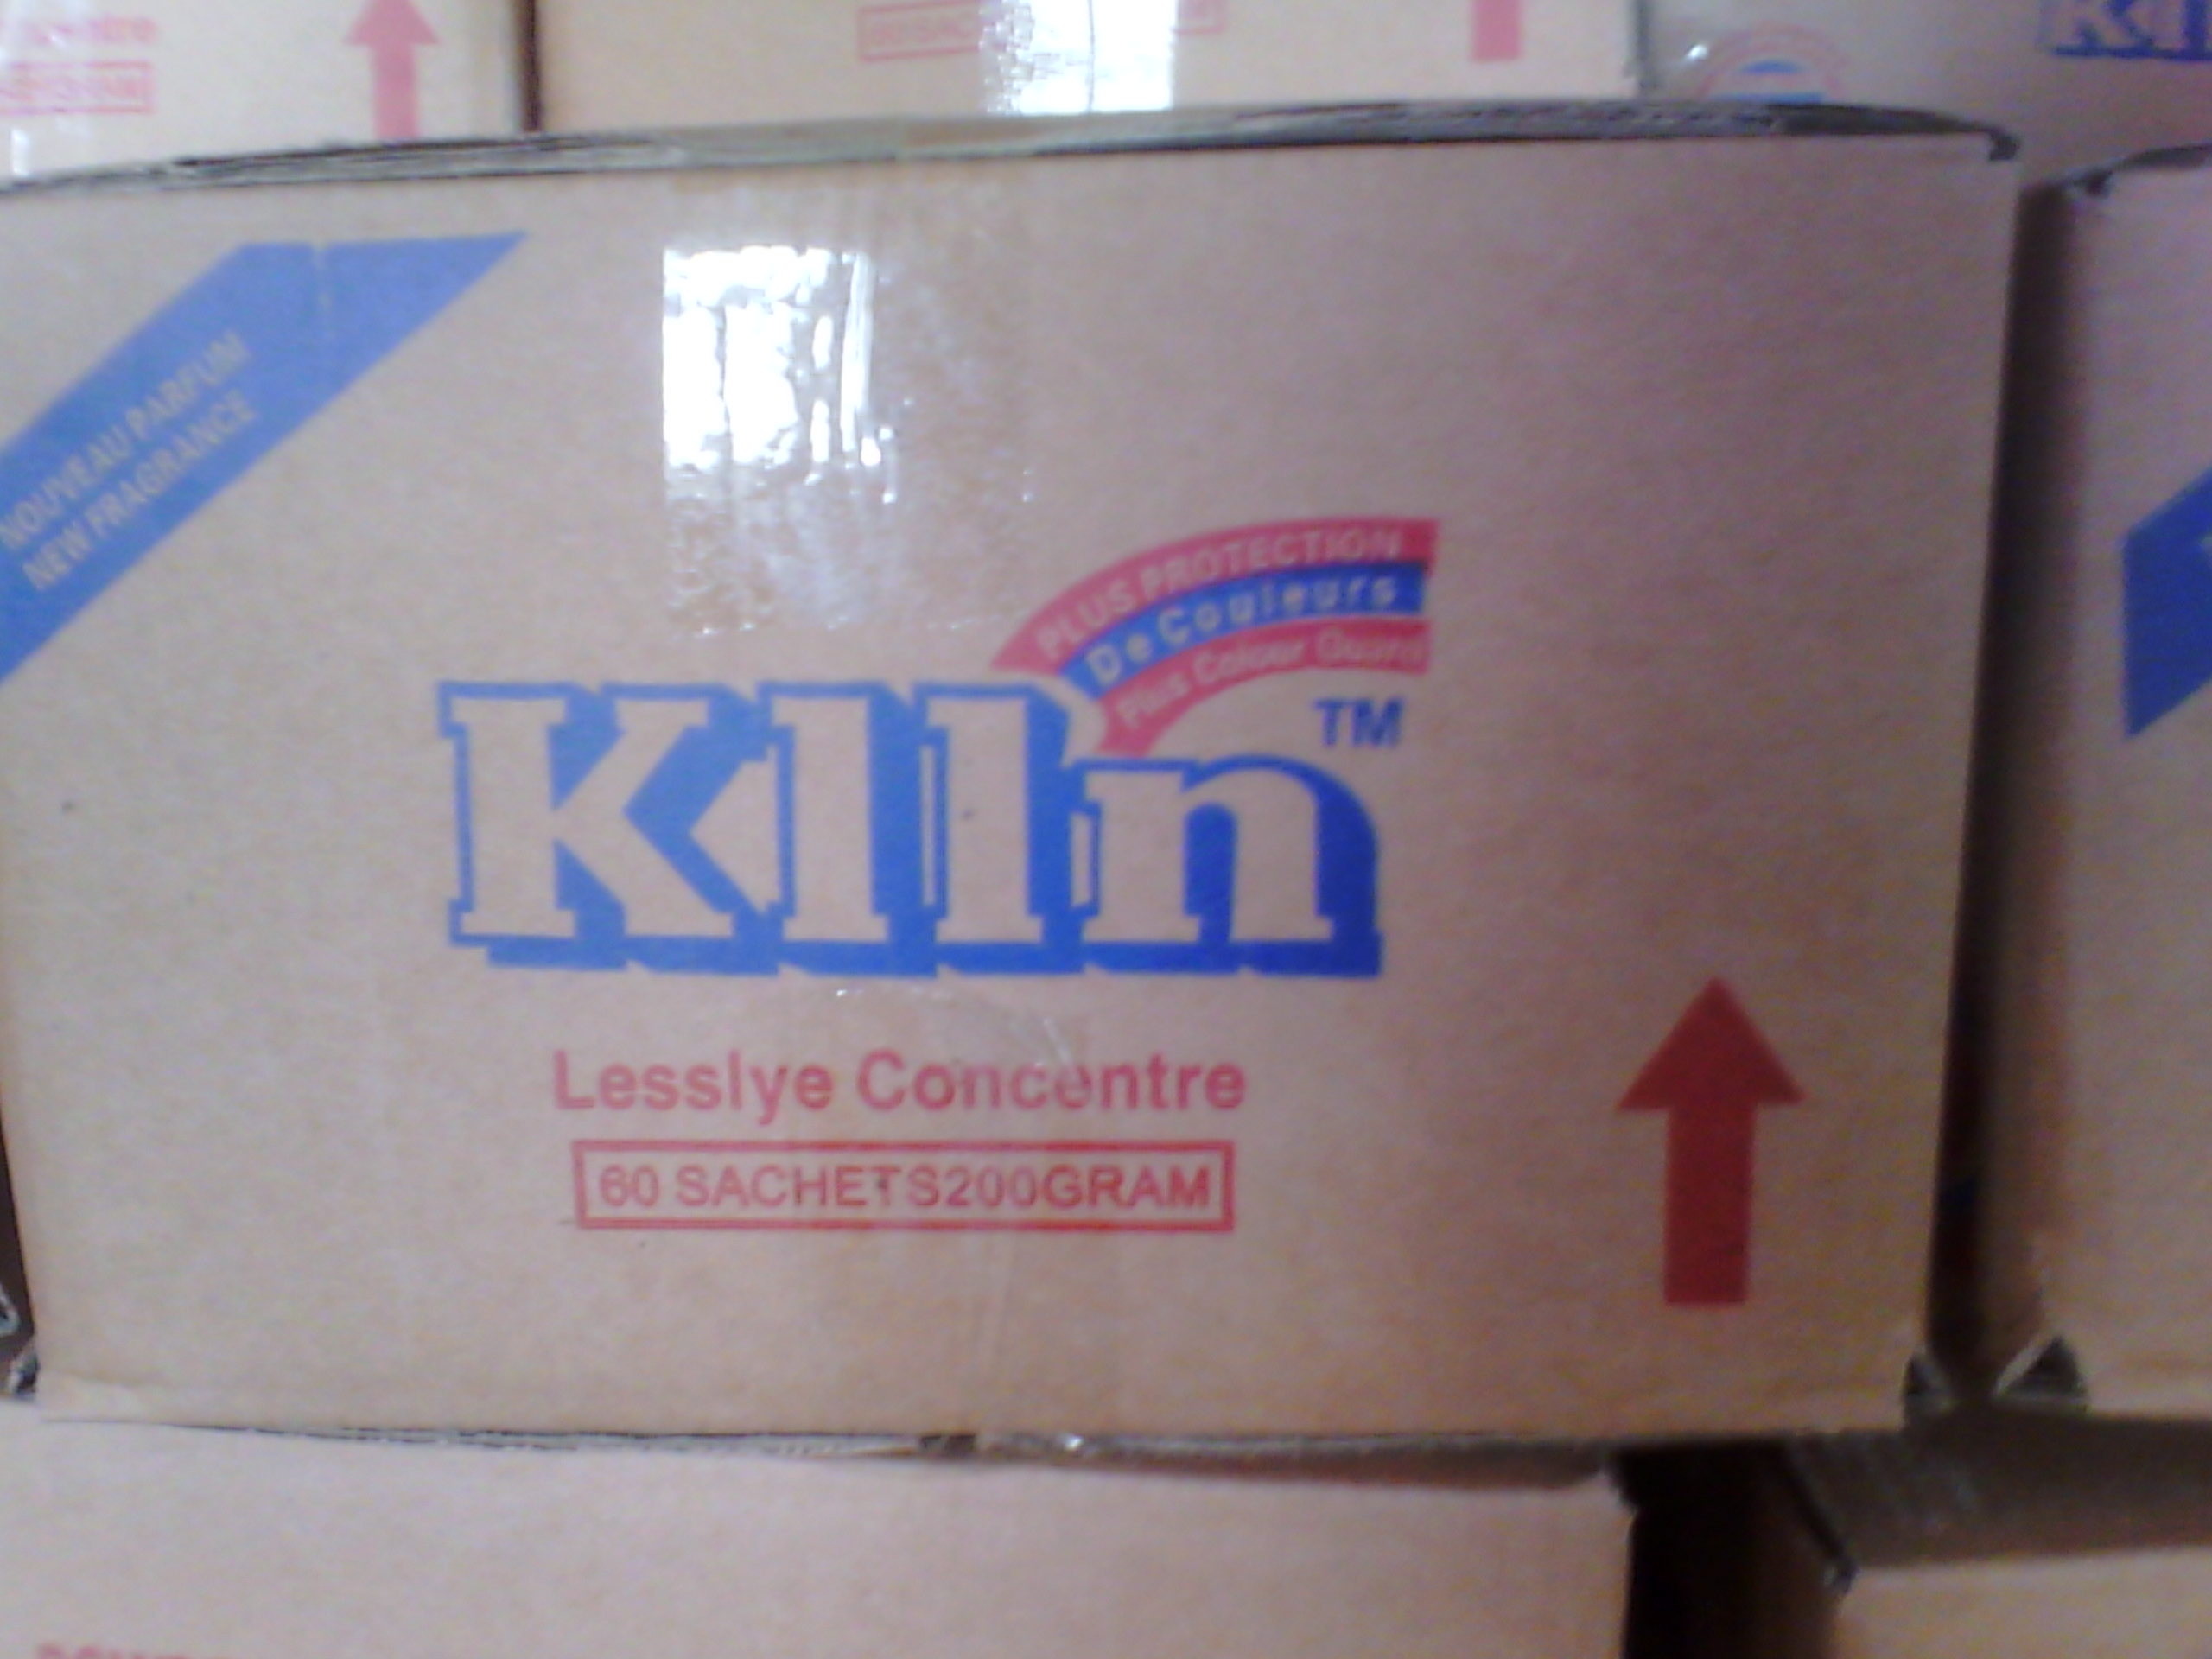 NOUVEAU PARFUM
NEW FRAGRANCE
PLUS PROTECTION
De Couleurs
Plus Colour Guard
Klln TM
Lesslye Concentre
60 SACHETS200GRAM